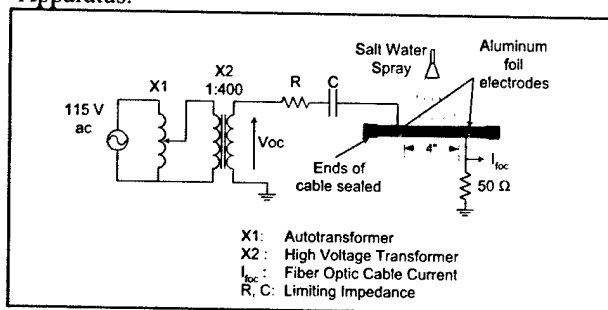 Apparatus.
Salt Water
Spray
Aluminum
foil
electrodes
X1
X2
1:400
R
C
115 V
ac
Voc
Ends of
cable sealed
4"
Ifoc
50 Ω
X1: Autotransformer
X2 : High Voltage Transformer
Ifoc : Fiber Optic Cable Current
R, C: Limiting Impedance